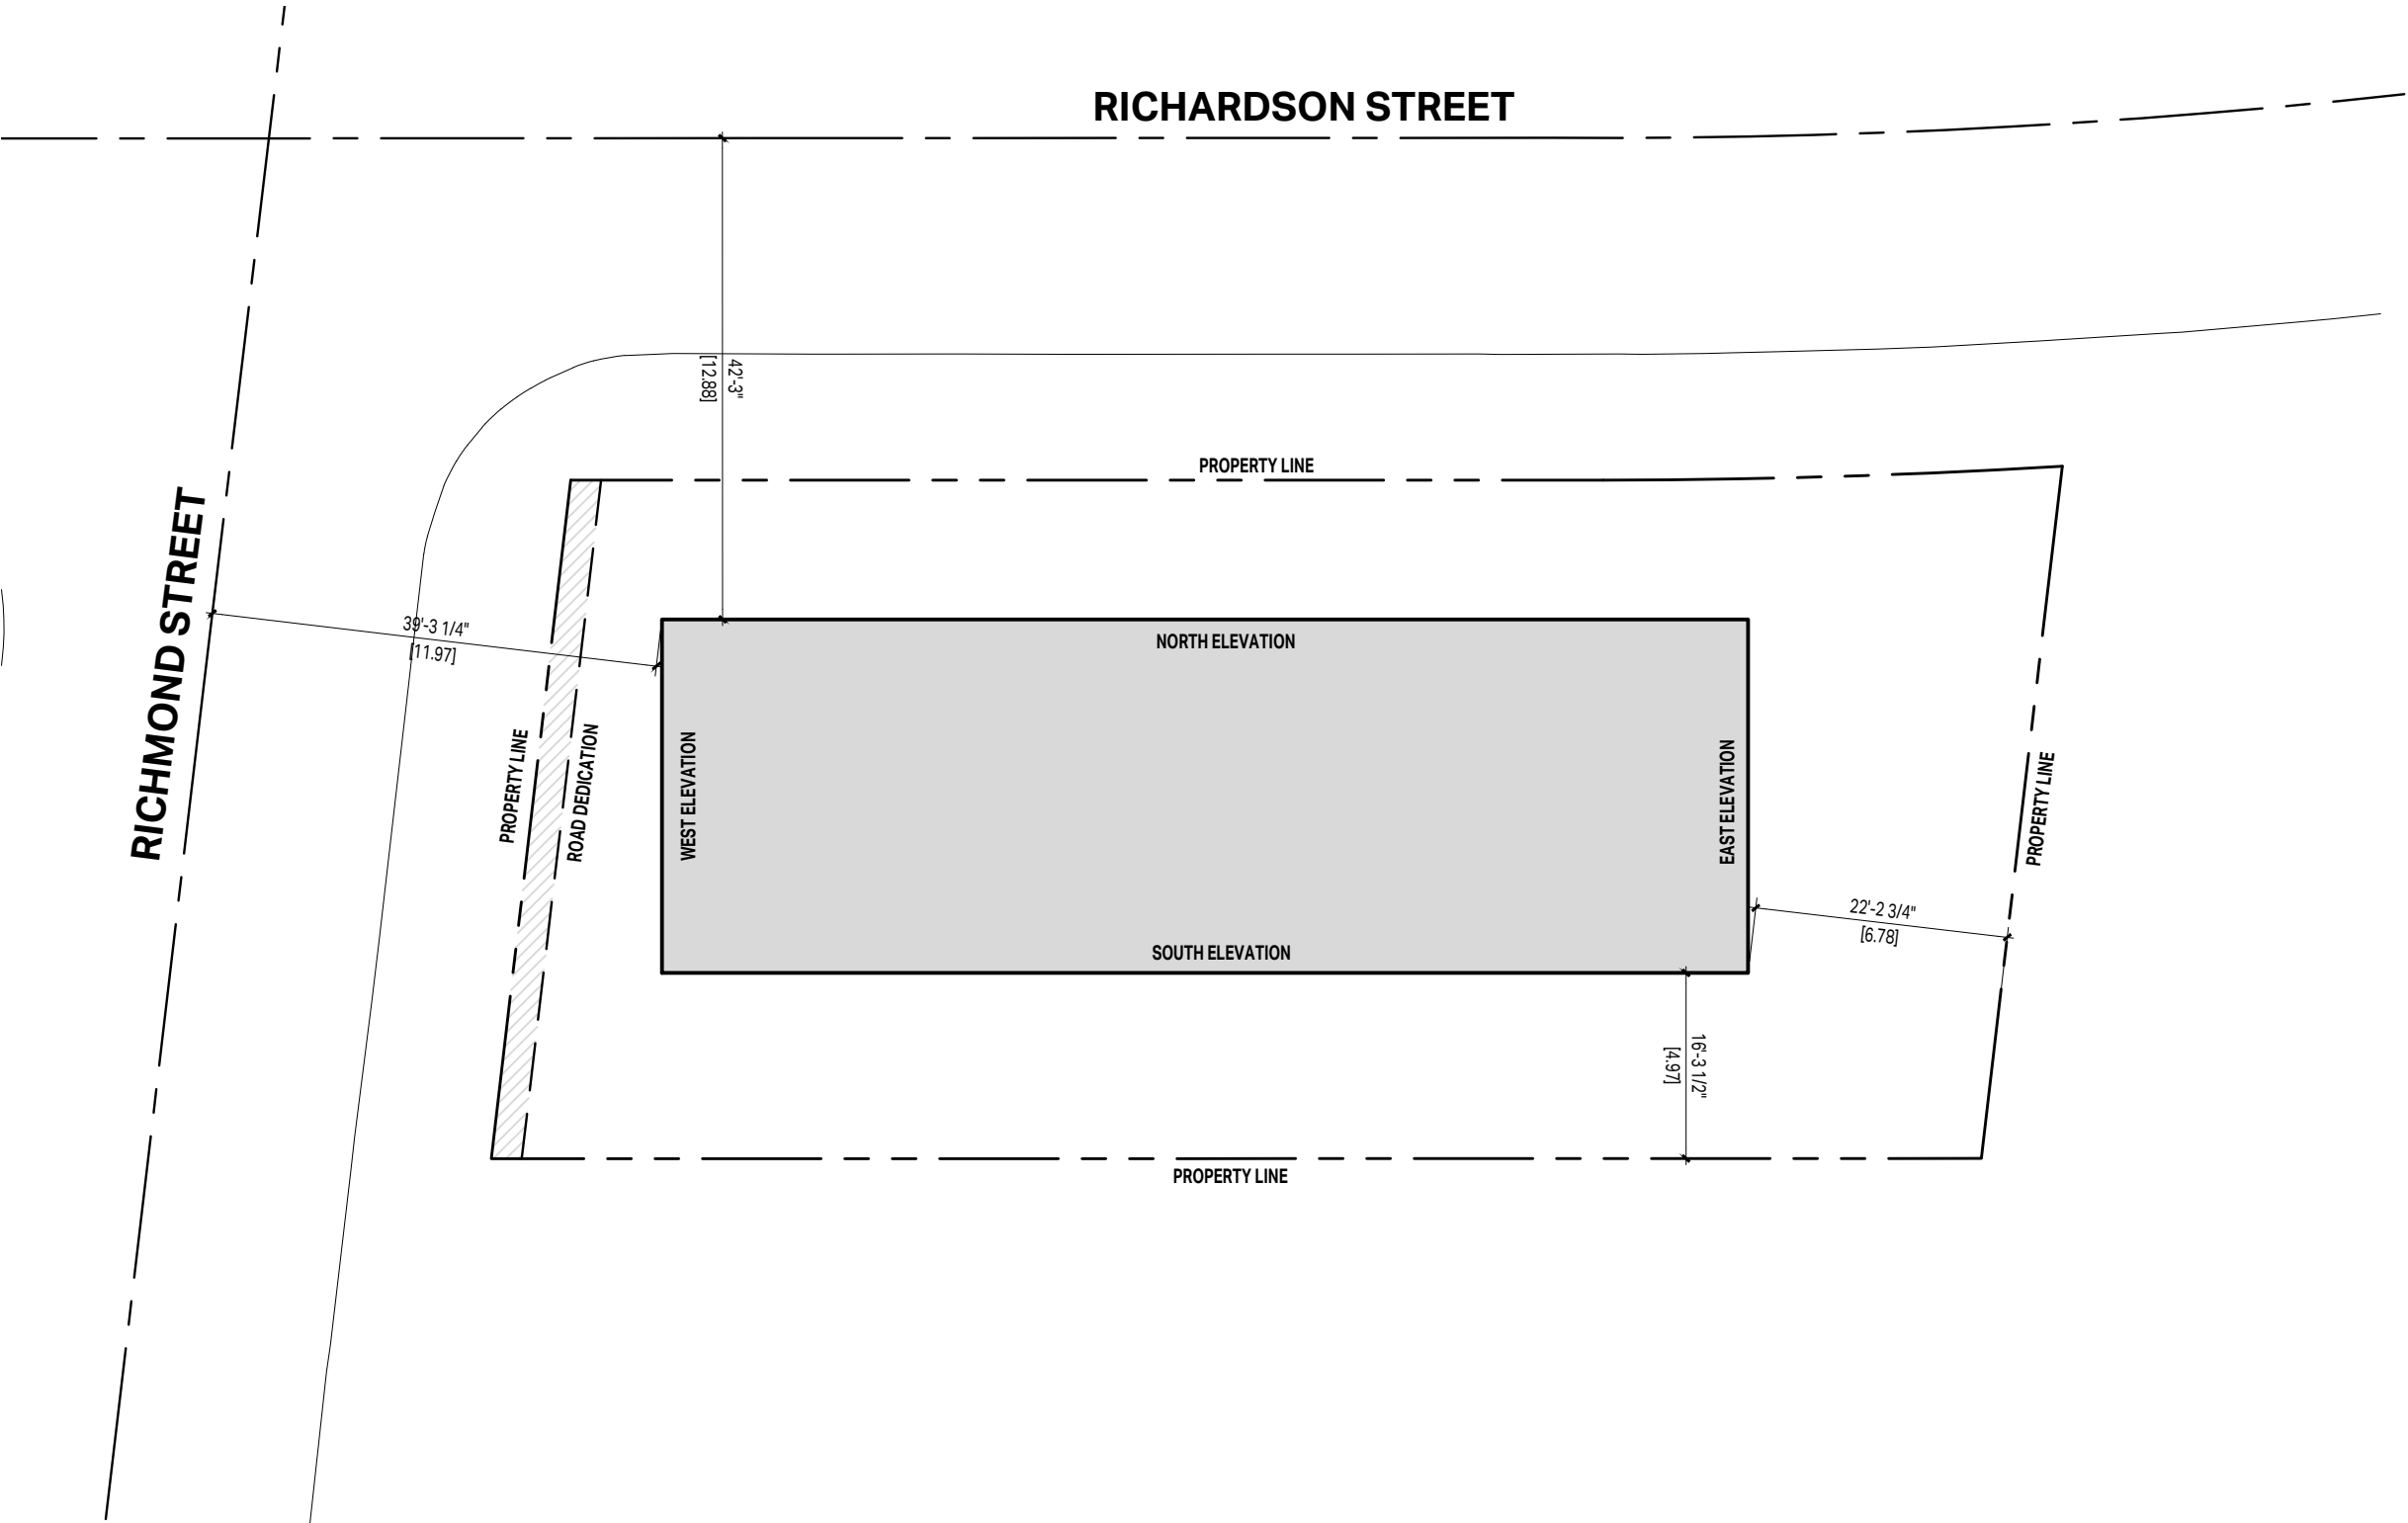 RICHARDSON STREET
42'-3"
[12.88]
PROPERTY LINE
RICHMOND STREET
39'-3 1/4"
[11.97]
NORTH ELEVATION
PROPERTY LINE
ROAD DEDICATION
WEST ELEVATION
EAST ELEVATION
PROPERTY LINE
22'-2 3/4"
[6.78]
SOUTH ELEVATION
16'-3 1/2"
[4.97]
PROPERTY LINE